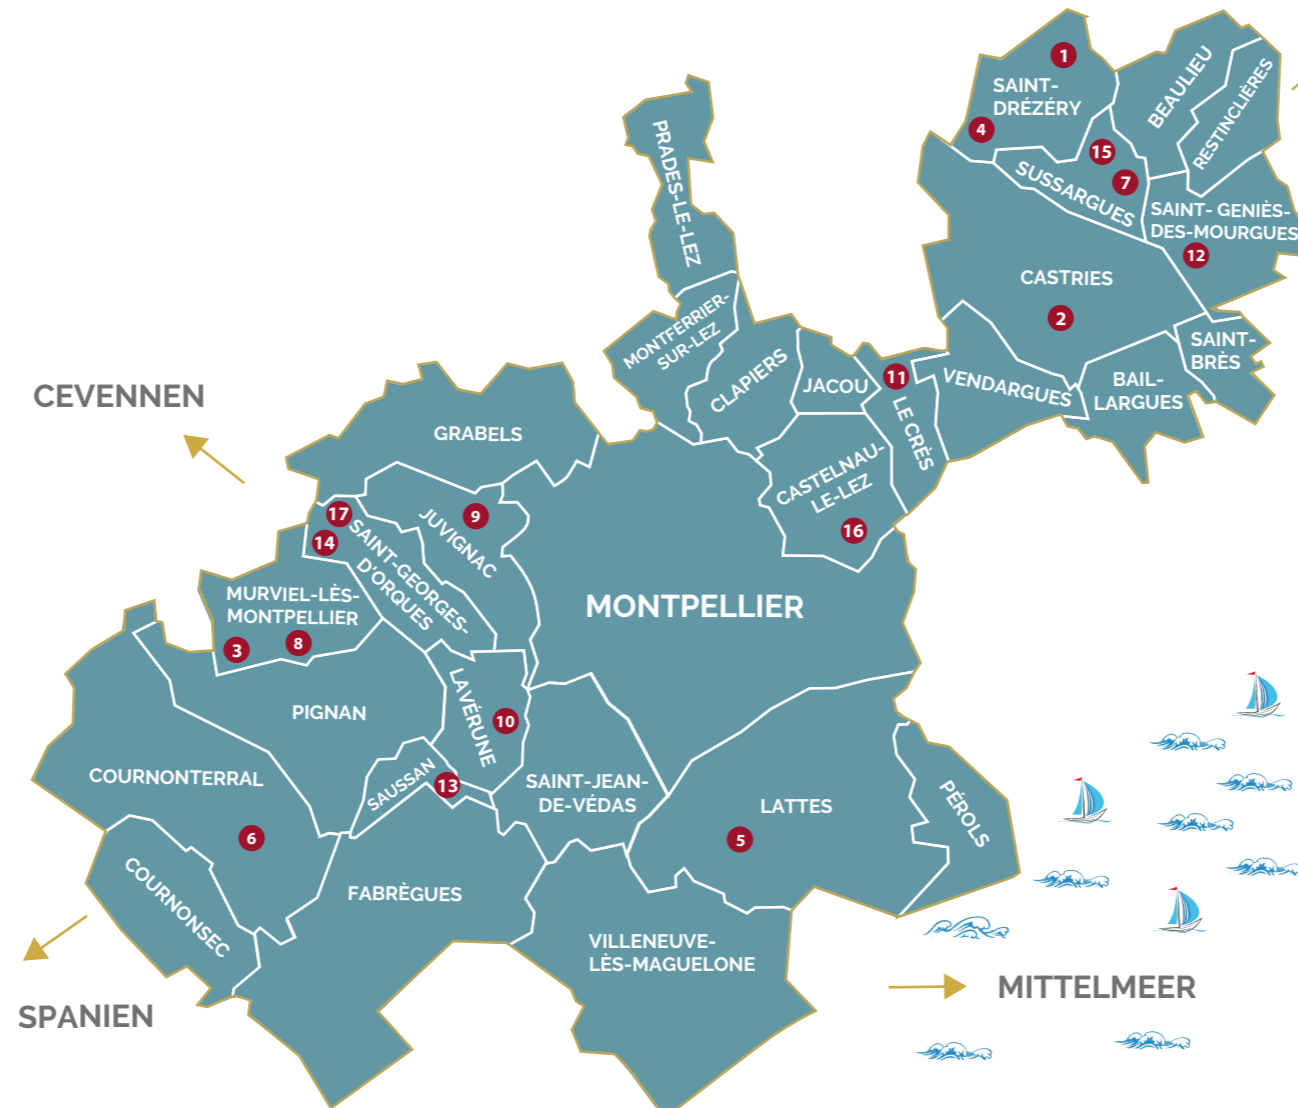 1
SAINT-
DRÉZÉRY
4
BEAULIEU
RESTINCLIÈRES
15
7
SUSSARGUES
SAINT- GENIÈS-
DES-MOURGUES
12
PRADES-LE-LEZ
CASTRIES
2
MONTFERRIER-
SUR-LEZ
CLAPIERS
JACOU
11
LE CRÈS
VENDARGUES
BAIL-
LARGUES
SAINT-
BRÈS
CEVENNEN
GRABELS
CASTELNAU-
LE-LEZ
16
17
14
SAINT-GEORGES-
D'ORQUES
9
JUVIGNAC
MURVIEL-LÈS-
MONTPELLIER
3
8
MONTPELLIER
PIGNAN
LAVÉRUNE
10
COURNONTERRAL
6
SAUSSAN
13
SAINT-JEAN-
DE-VÉDAS
LATTES
5
PÉROLS
COURNONSEC
FABRÈGUES
VILLENEUVE-
LÈS-MAGUELONE
MITTELMEER
SPANIEN